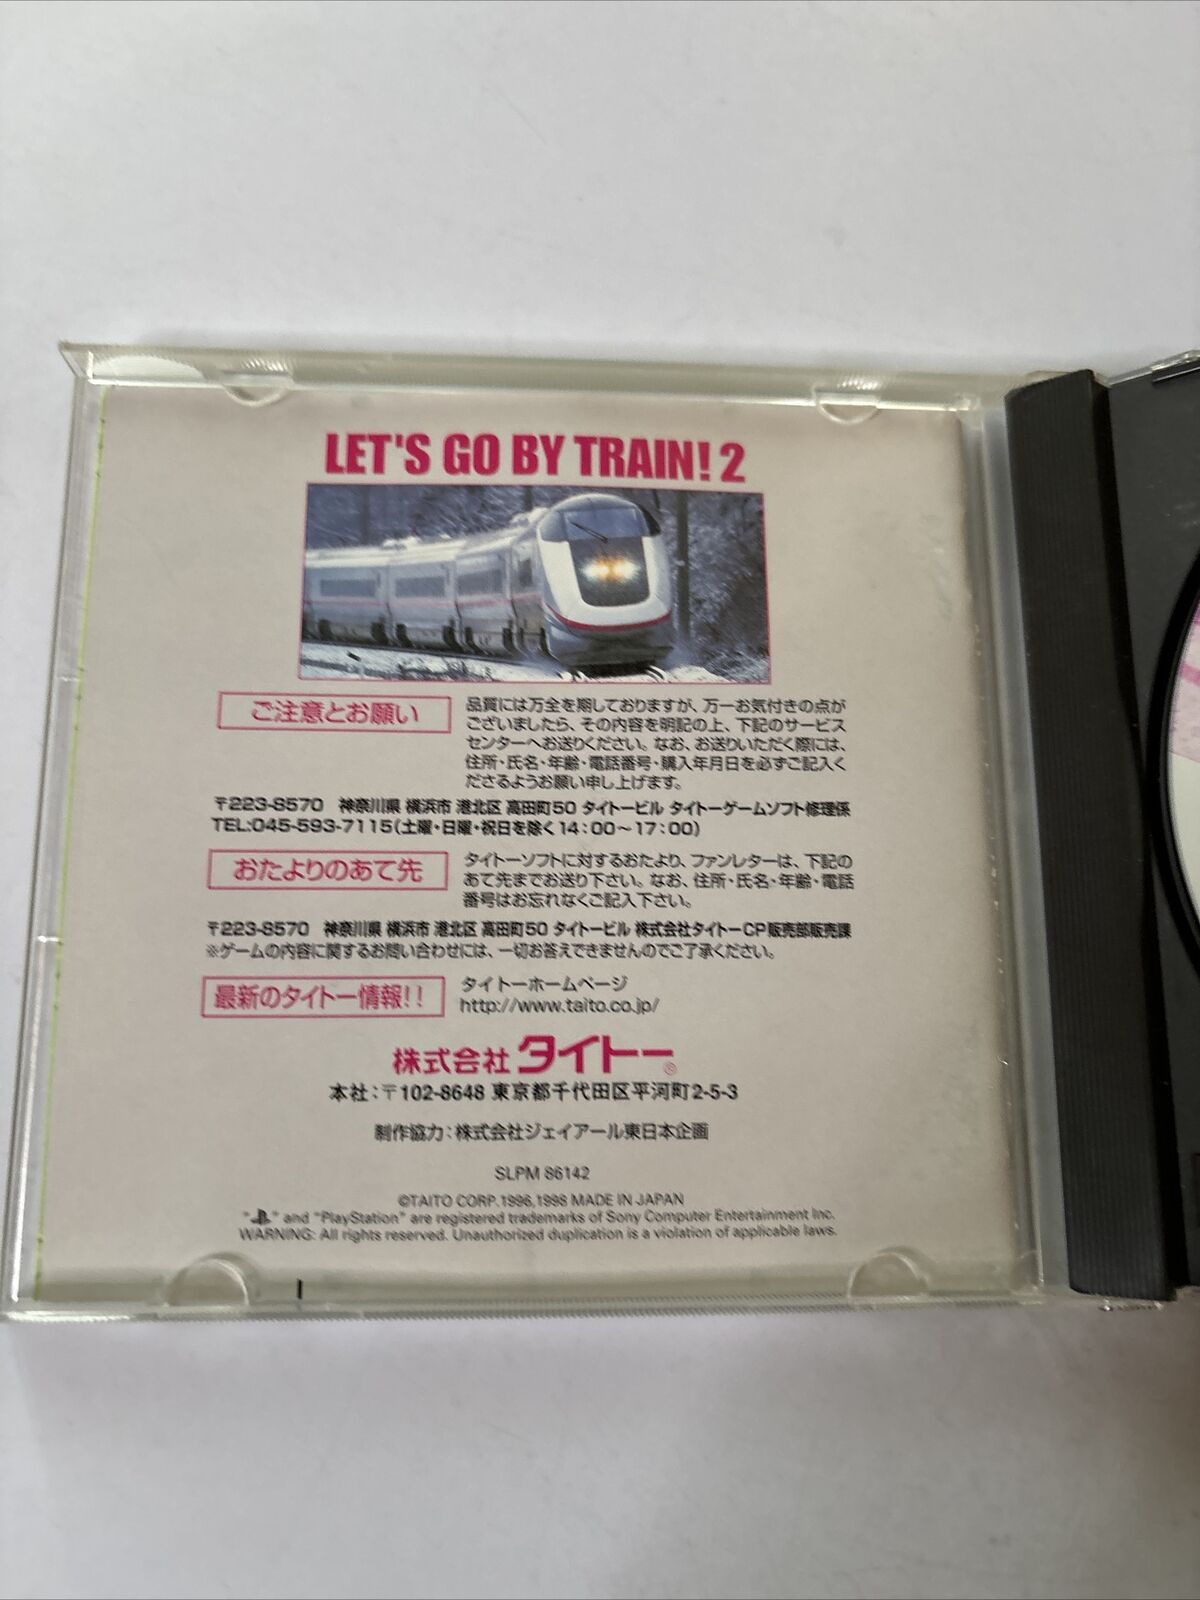 LET'S GO BY TRAIN! 2
ご注意とお願い
品質には万全を期しておりますが、万一お気付きの点が
ございましたら、その内容を明記の上、下記のサービス
センターへお送りください。なお、お送りいただく際には、
住所・氏名・年齢・電話番号・購入年月日を必ずご記入く
ださるようお願い申し上げます。
〒223-8570 神奈川県 横浜市 港北区 高田町50 タイトービル タイトーゲームソフト修理係
TEL:045-593-7115(土曜・日曜・祝日を除く14:00〜17:00)
おたよりのあて先
タイトーソフトに対するおたより、ファンレターは、下記の
あて先までお送り下さい。なお、住所・氏名・年齢・電話
番号はお忘れなくご記入下さい。
〒223-8570 神奈川県 横浜市 港北区 高田町50 タイトービル 株式会社タイトーCP販売部販売課
※ゲームの内容に関するお問い合わせには、一切お答えできませんのでご了承ください。
最新のタイトー情報!!
タイトーホームページ
http://www.taito.co.jp/
株式会社タイトー®
本社:〒102-8648 東京都千代田区平河町2-5-3
制作協力:株式会社ジェイアール東日本企画
SLPM 86142
©TAITO CORP.1996,1998 MADE IN JAPAN
" " and "PlayStation" are registered trademarks of Sony Computer Entertainment Inc.
WARNING: All rights reserved. Unauthorized duplication is a violation of applicable laws.